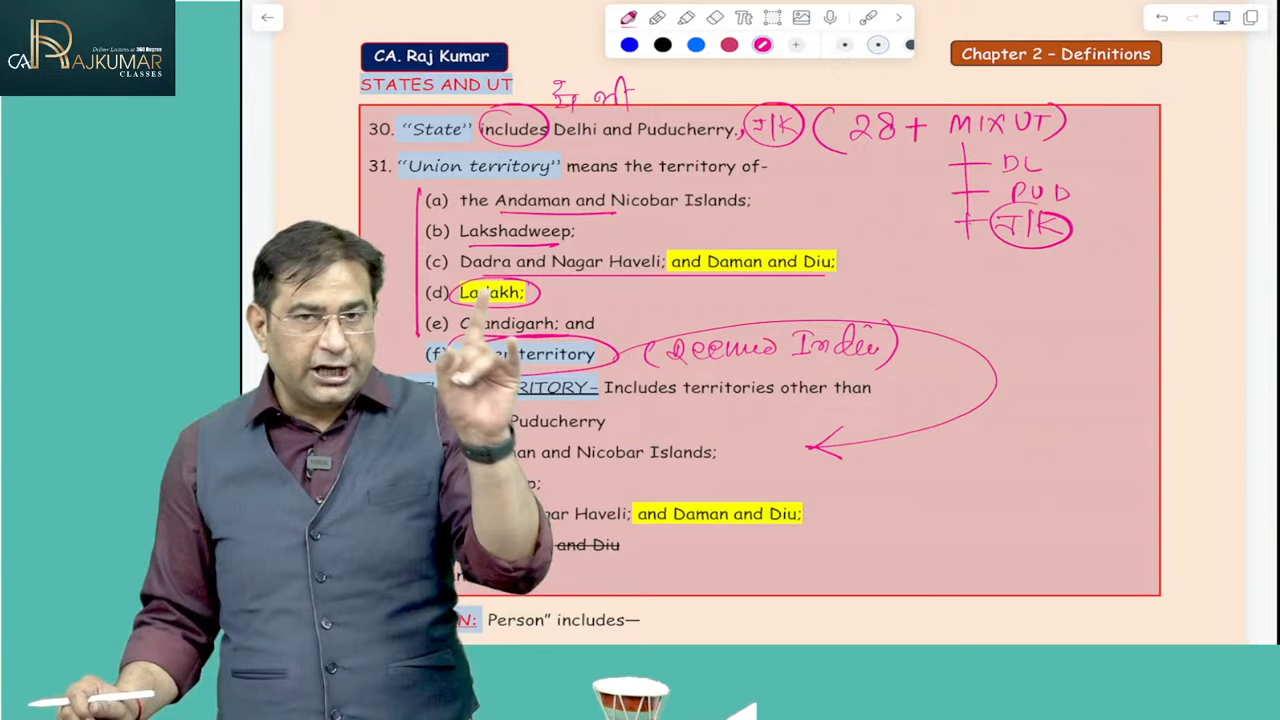 Deliver Lectures at 360 Degree
CA RAJKUMAR
CLASSES
CA. Raj Kumar
Chapter 2 – Definitions
STATES AND UT
30. "State" includes Delhi and Puducherry., J/K ( 28 + MIX UT)
DL
PUD
J/K
31. "Union territory" means the territory of-
(a) the Andaman and Nicobar Islands;
(b) Lakshadweep;
(c) Dadra and Nagar Haveli; and Daman and Diu;
(d) Ladakh;
(e) Chandigarh; and
(f) territory (Deemed India)
RITORY- Includes territories other than
Puducherry
an and Nicobar Islands;
p;
gar Haveli; and Daman and Diu;
and Diu
N: Person" includes—